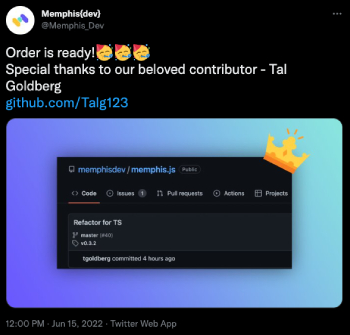 Memphis{dev}
@Memphis_Dev
Order is ready!🥳🥳🥳
Special thanks to our beloved contributor - Tal
Goldberg
github.com/Talg123
memphisdev/memphis.js Public
Code Issues 1 Pull requests Actions Projects
Refactor for TS
master (#40)
v0.3.2
tgoldberg committed 4 hours ago
12:00 PM · Jun 15, 2022 · Twitter Web App